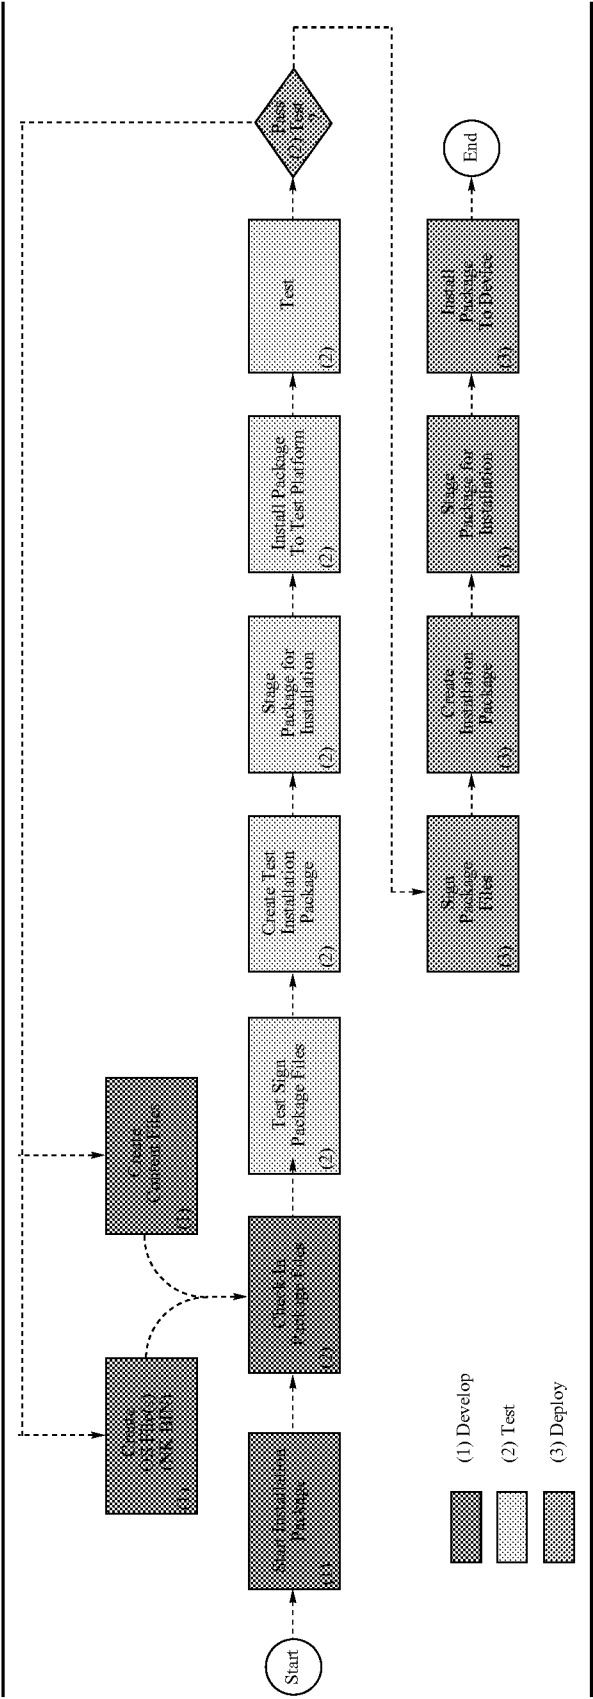 Start
Start Installation
Package
(1)
Create
OS File(s)
(NK.BIN)
(1)
Create
Content Files
(1)
Check-In
Package Files
(1)
Test Sign
Package Files
(2)
Create Test
Installation
Package
(2)
Stage
Package for
Installation
(2)
Install Package
To Test Platform
(2)
Test
(2)
Pass
(2) Test
?
Sign
Package
Files
(3)
Create
Installation
Package
(3)
Stage
Package for
Installation
(3)
Install
Package
To Device
(3)
End
(1) Develop
(2) Test
(3) Deploy